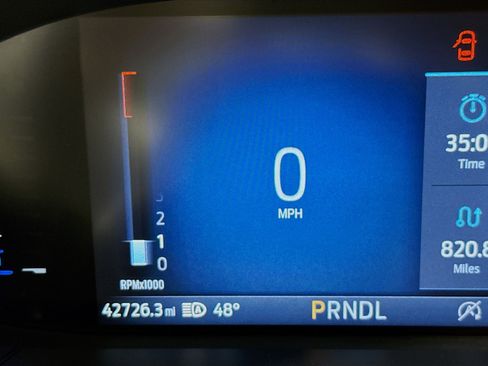 0
MPH
2
1
0
RPMx1000
35:0
Time
820.8
Miles
42726.3 mi 48° PRNDL